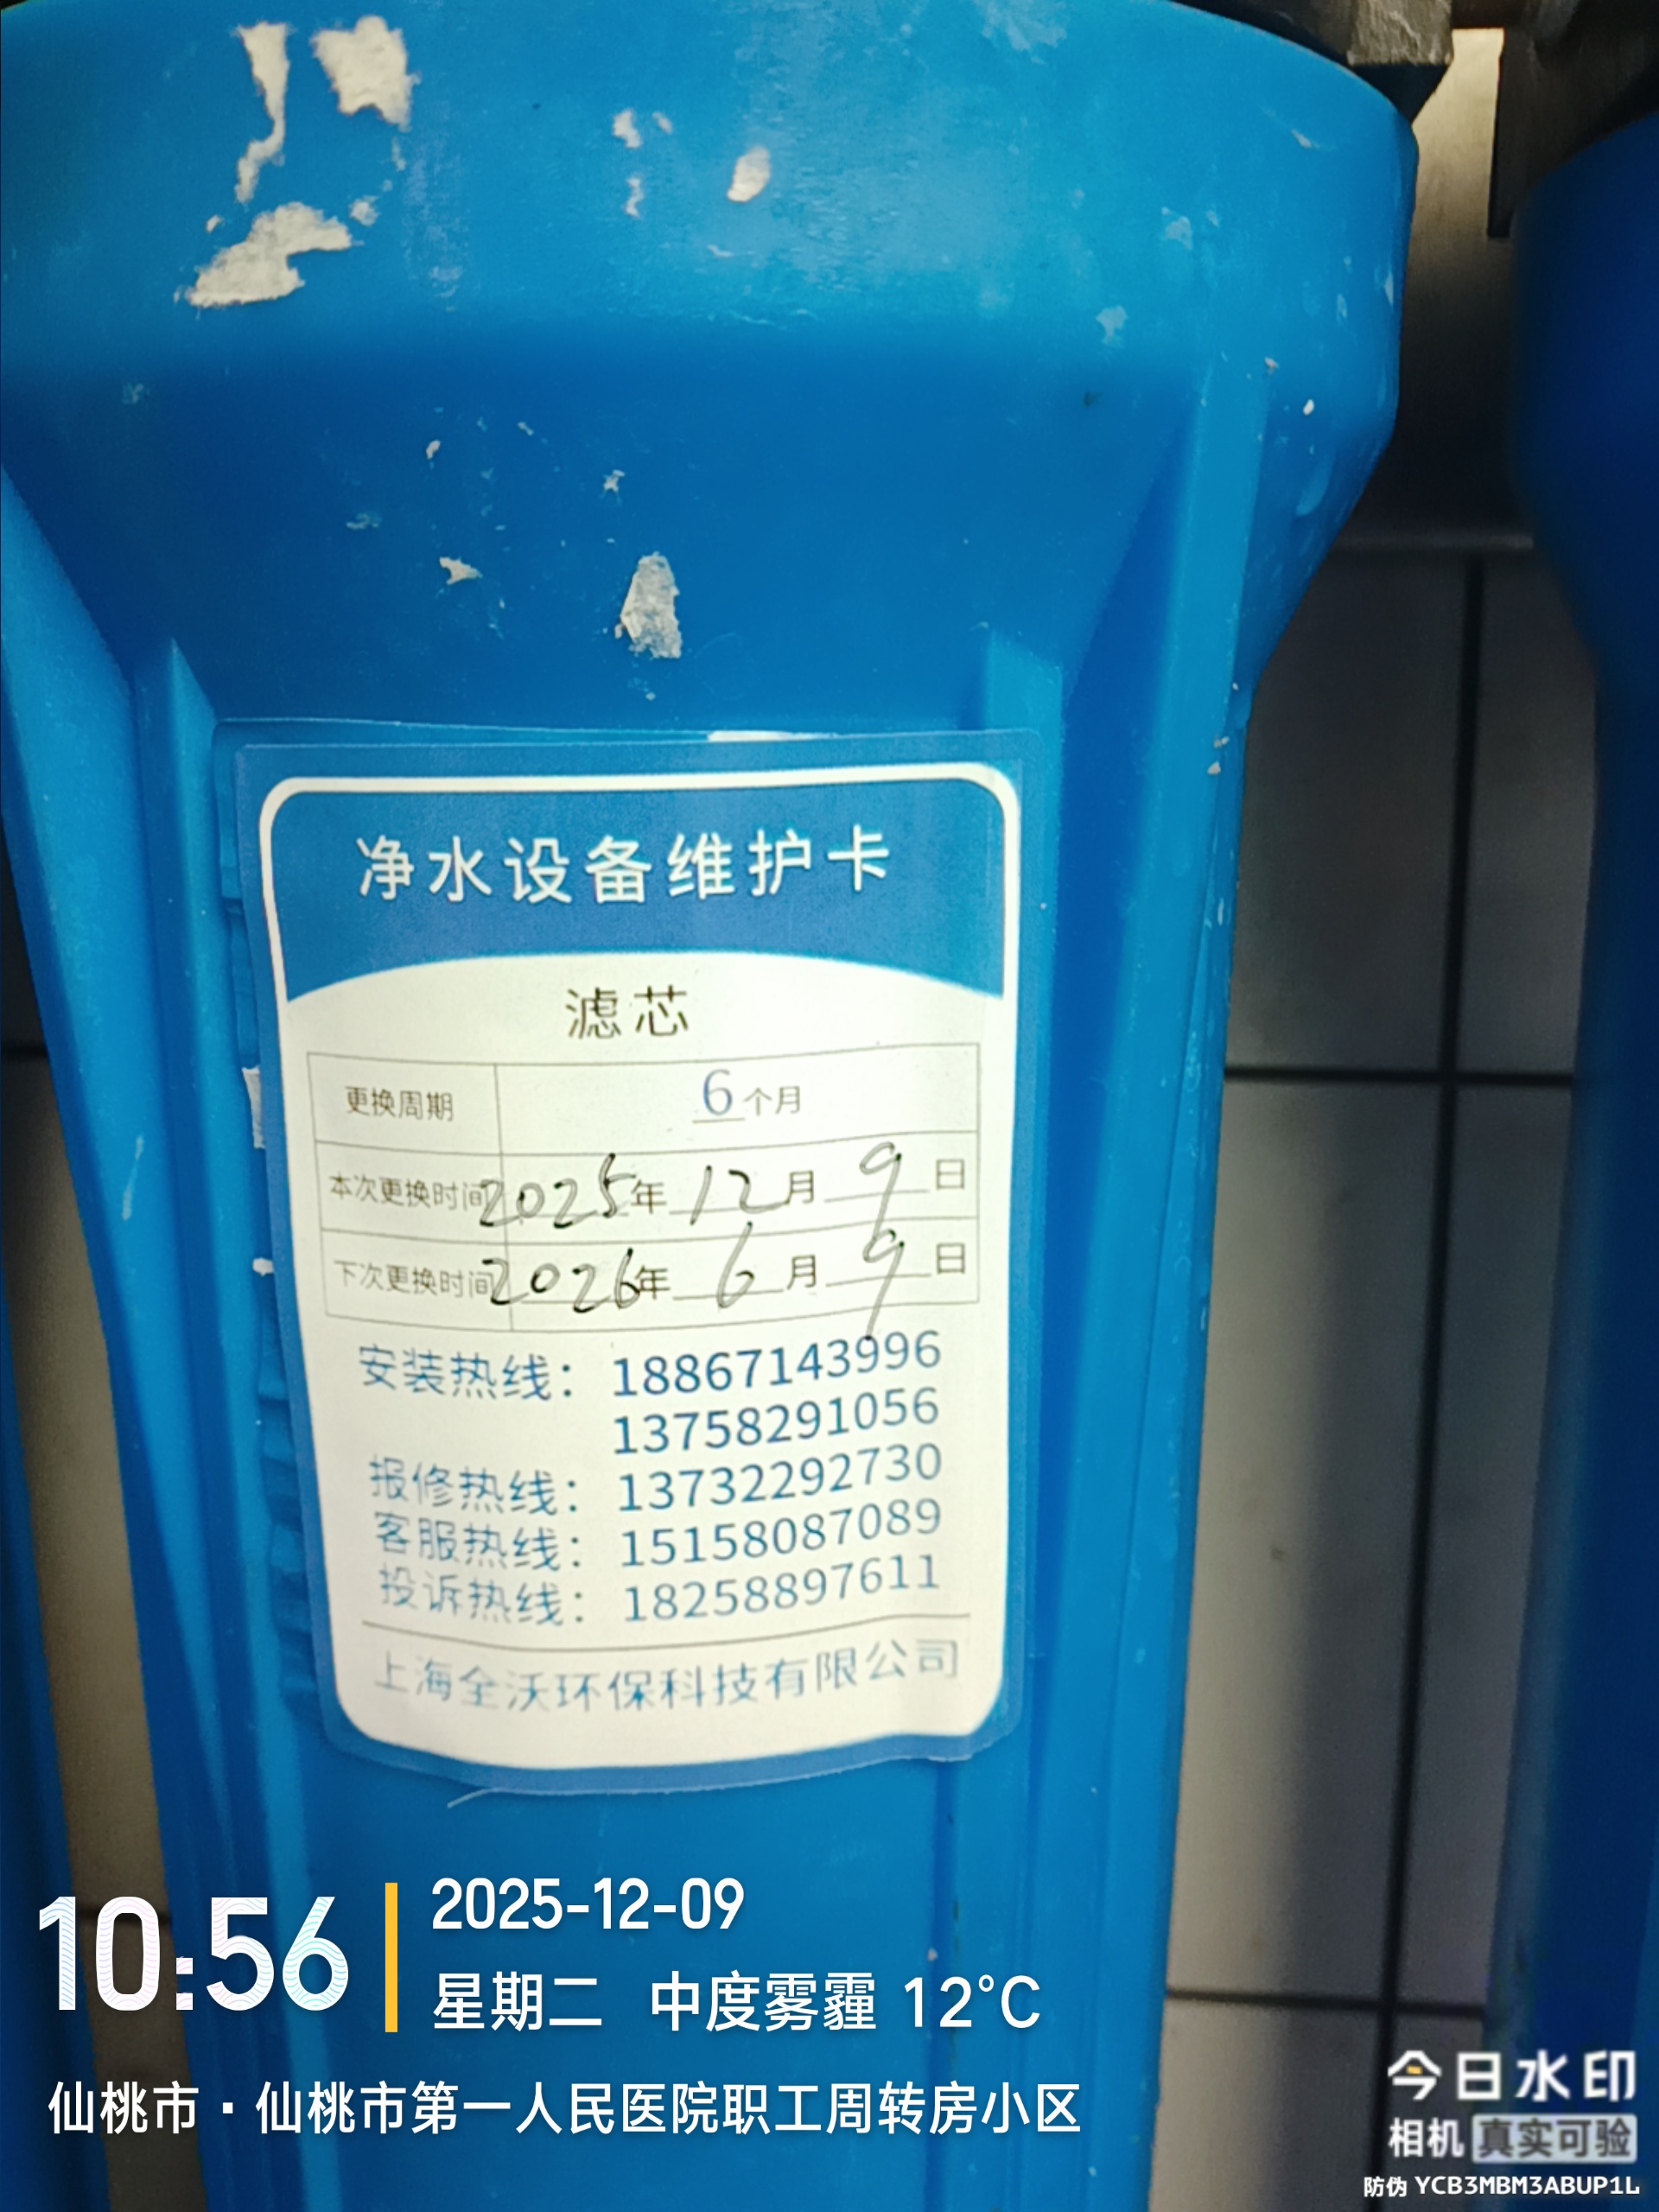 净水设备维护卡
滤芯
更换周期 6个月
本次更换时间 2025年12月9日
下次更换时间 2026年6月9日
安装热线：18867143996
13758291056
报修热线：13732292730
客服热线：15158087089
投诉热线：18258897611
上海全沃环保科技有限公司
10:56
2025-12-09
星期二 中度雾霾 12°C
仙桃市·仙桃市第一人民医院职工周转房小区
今日水印
相机 真实可验
防伪 YCB3MBM3ABUP1L